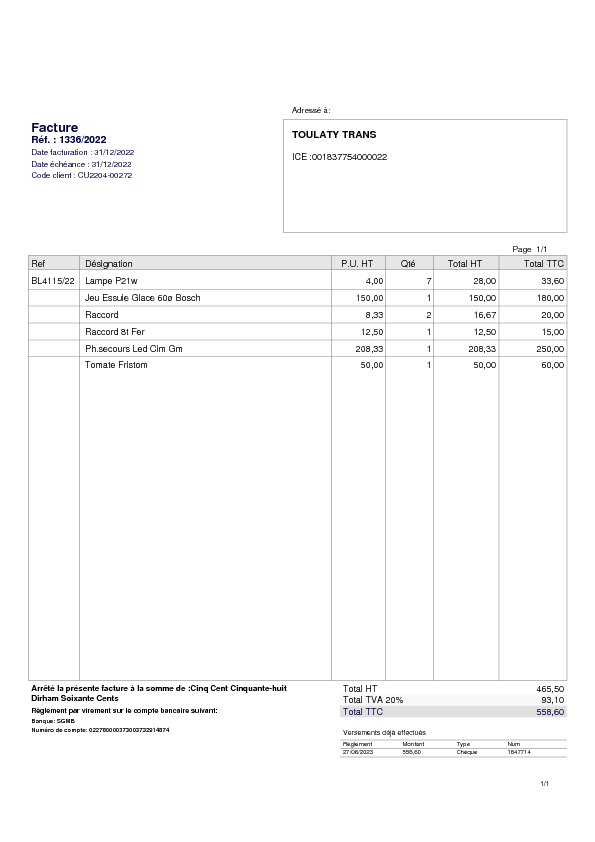 Adressé à:
Facture
Réf. : 1336/2022
Date facturation : 31/12/2022
Date échéance : 31/12/2022
Code client : CU2204-00272
TOULATY TRANS
ICE :001837754000022
Page 1/1
Ref Désignation P.U. HT Qté Total HT Total TTC
BL4115/22 Lampe P21w 4,00 7 28,00 33,60
Jeu Essuie Glace 60ø Bosch 150,00 1 150,00 180,00
Raccord 8,33 2 16,67 20,00
Raccord 8t Fer 12,50 1 12,50 15,00
Ph.secours Led Clm Gm 208,33 1 208,33 250,00
Tomate Fristom 50,00 1 50,00 60,00
Arrêté la présente facture à la somme de :Cinq Cent Cinquante-huit
Dirham Soixante Cents
Règlement par virement sur le compte bancaire suivant:
Banque: SGMB
Numéro de compte: 022780000373003732914874
Total HT 465,50
Total TVA 20% 93,10
Total TTC 558,60
Versements déjà effectués
Règlement Montant Type Num
27/06/2023 558,60 Chèque 1847714
1/1